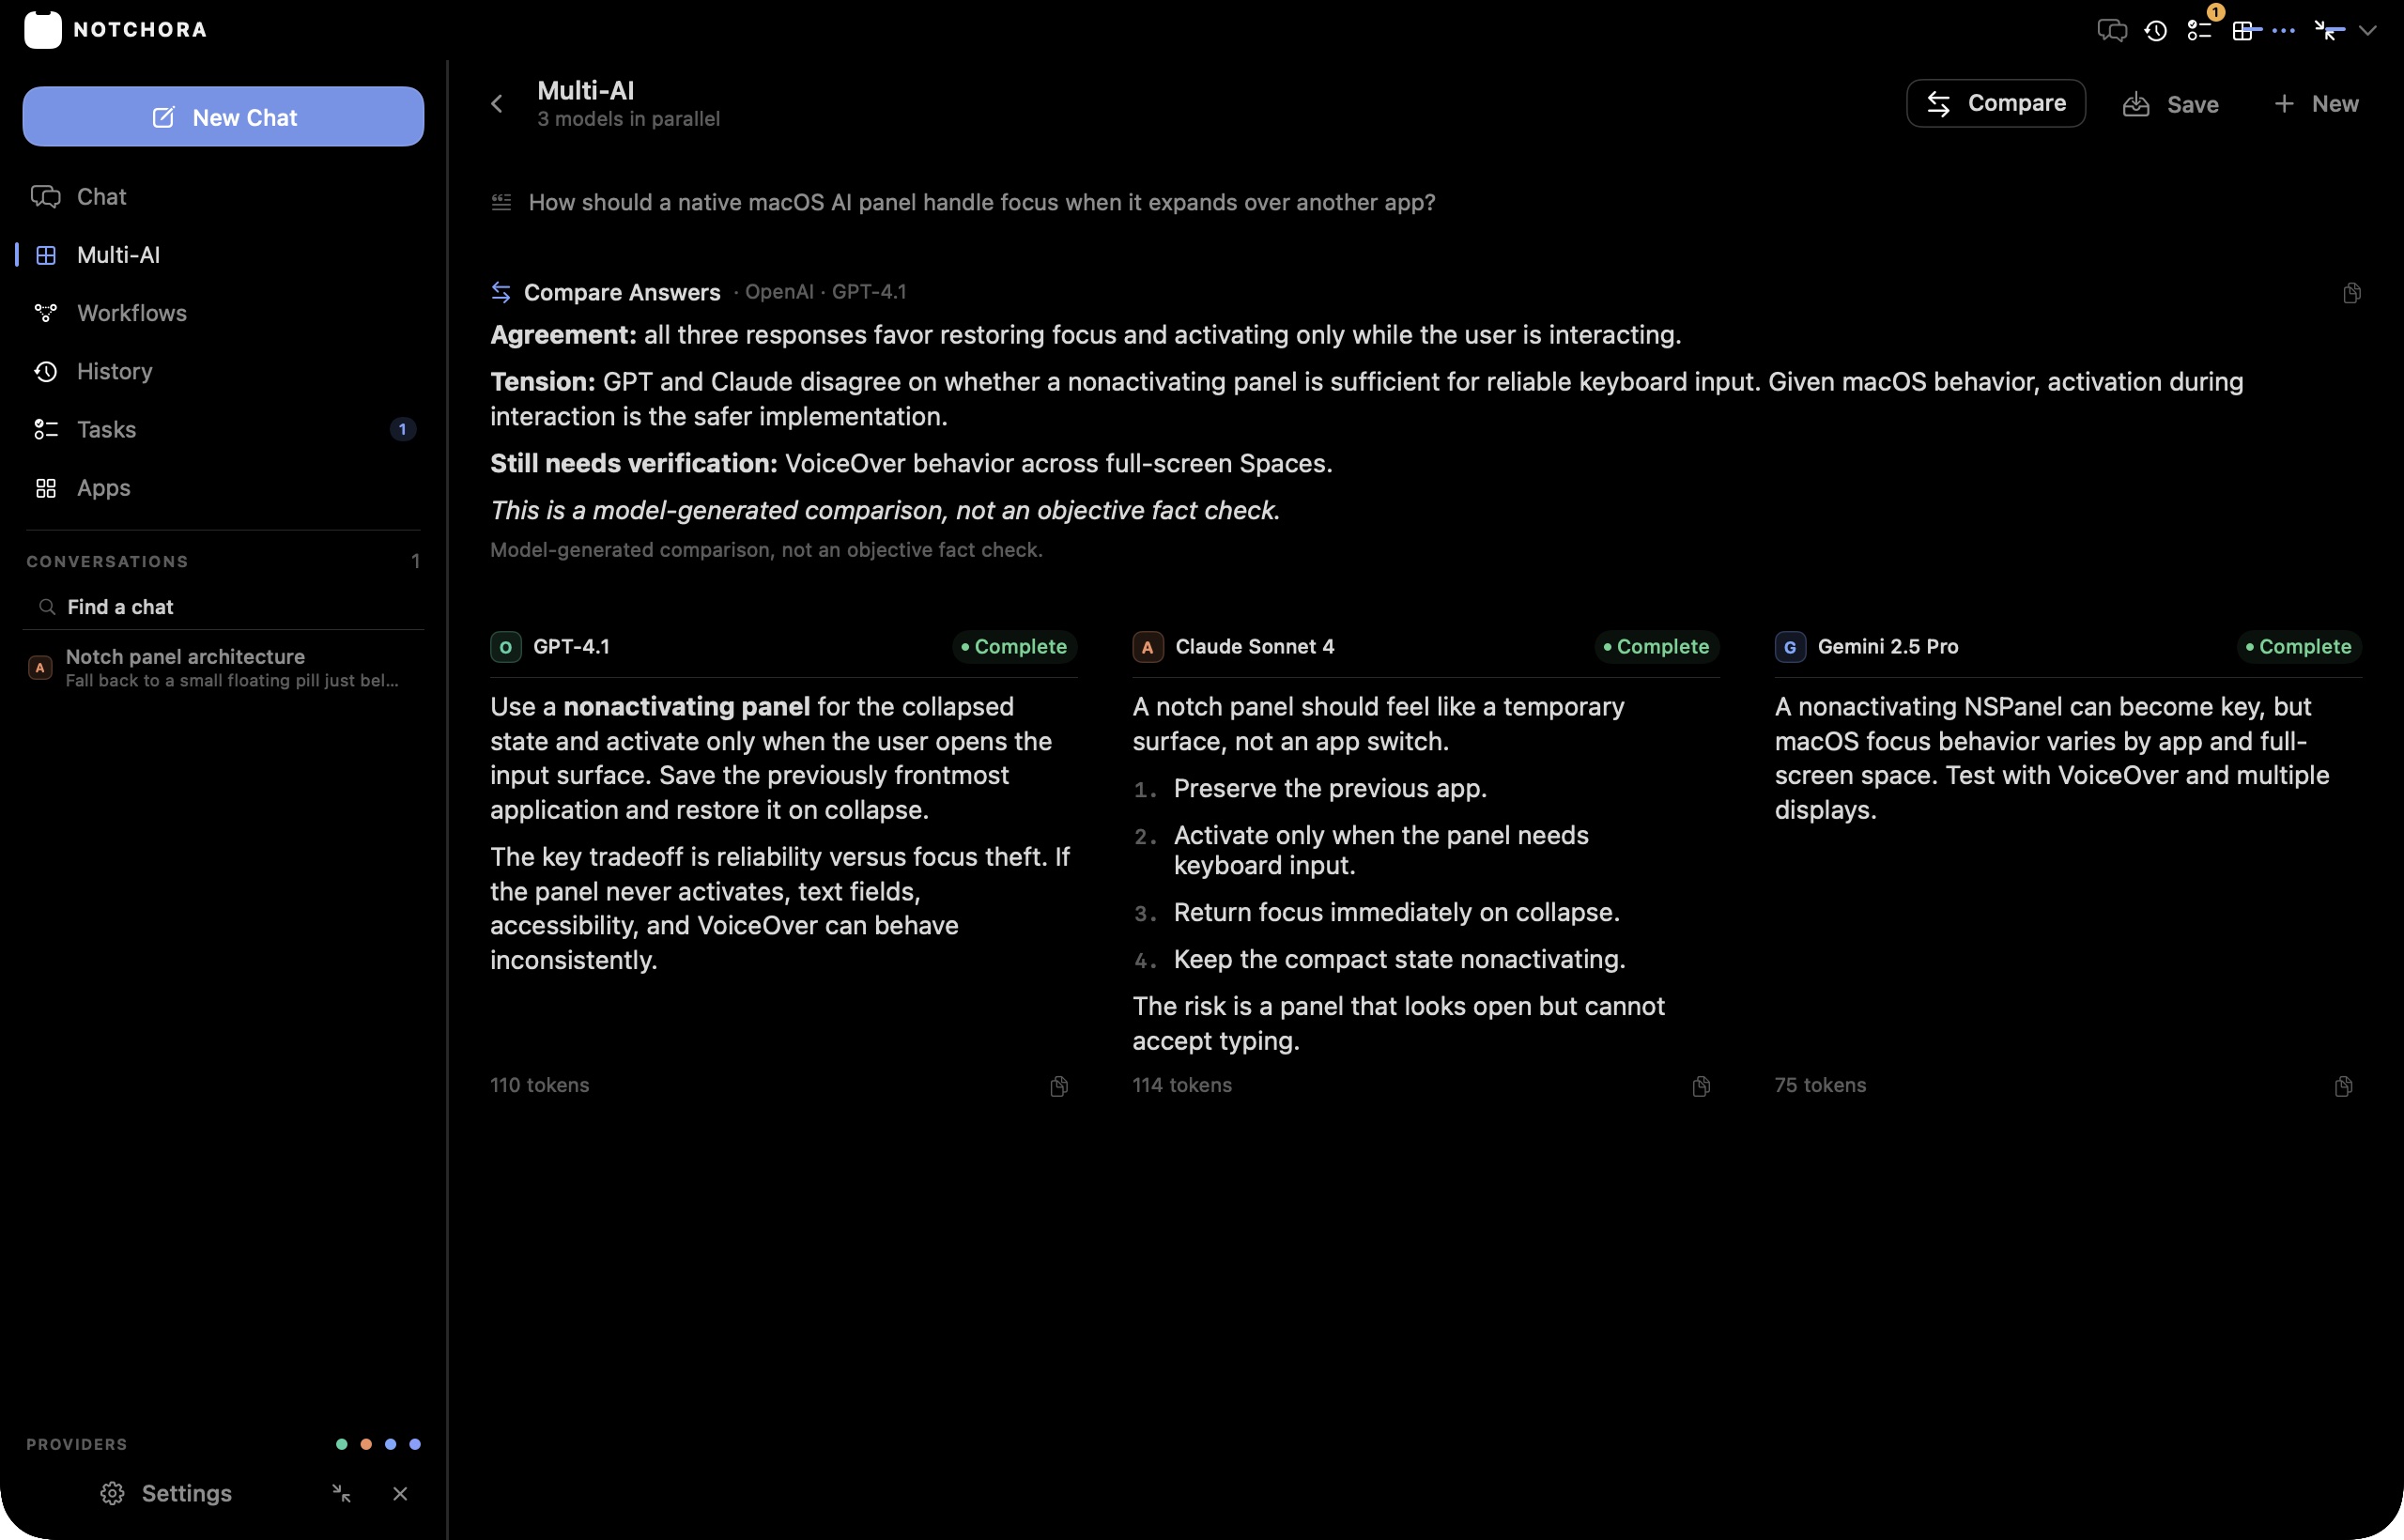 NOTCHORA
1
New Chat
Chat
Multi-AI
Workflows
History
Tasks
1
Apps
CONVERSATIONS
1
Find a chat
A
Notch panel architecture
Fall back to a small floating pill just bel...
PROVIDERS
Settings
Multi-AI
3 models in parallel
Compare
Save
New
How should a native macOS AI panel handle focus when it expands over another app?
Compare Answers · OpenAI · GPT-4.1
Agreement: all three responses favor restoring focus and activating only while the user is interacting.
Tension: GPT and Claude disagree on whether a nonactivating panel is sufficient for reliable keyboard input. Given macOS behavior, activation during
interaction is the safer implementation.
Still needs verification: VoiceOver behavior across full-screen Spaces.
This is a model-generated comparison, not an objective fact check.
Model-generated comparison, not an objective fact check.
O GPT-4.1 • Complete
Use a nonactivating panel for the collapsed
state and activate only when the user opens the
input surface. Save the previously frontmost
application and restore it on collapse.
The key tradeoff is reliability versus focus theft. If
the panel never activates, text fields,
accessibility, and VoiceOver can behave
inconsistently.
110 tokens
A Claude Sonnet 4 • Complete
A notch panel should feel like a temporary
surface, not an app switch.
1. Preserve the previous app.
2. Activate only when the panel needs
keyboard input.
3. Return focus immediately on collapse.
4. Keep the compact state nonactivating.
The risk is a panel that looks open but cannot
accept typing.
114 tokens
G Gemini 2.5 Pro • Complete
A nonactivating NSPanel can become key, but
macOS focus behavior varies by app and full-
screen space. Test with VoiceOver and multiple
displays.
75 tokens